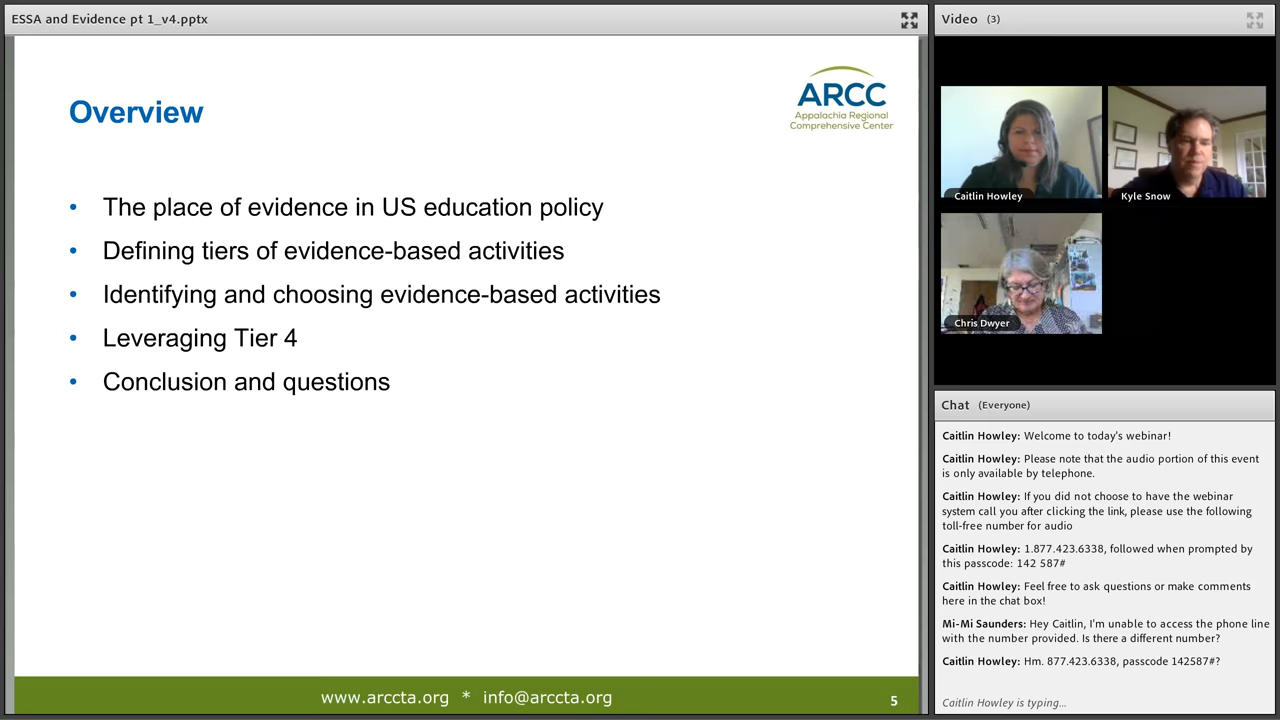 ESSA and Evidence pt 1_v4.pptx
Overview
ARCC
Appalachia Regional
Comprehensive Center
• The place of evidence in US education policy
• Defining tiers of evidence-based activities
• Identifying and choosing evidence-based activities
• Leveraging Tier 4
• Conclusion and questions
www.arccta.org * info@arccta.org
5
Video (3)
Caitlin Howley
Kyle Snow
Chris Dwyer
Chat (Everyone)
Caitlin Howley: Welcome to today's webinar!
Caitlin Howley: Please note that the audio portion of this event
is only available by telephone.
Caitlin Howley: If you did not choose to have the webinar
system call you after clicking the link, please use the following
toll-free number for audio
Caitlin Howley: 1.877.423.6338, followed when prompted by
this passcode: 142 587#
Caitlin Howley: Feel free to ask questions or make comments
here in the chat box!
Mi-Mi Saunders: Hey Caitlin, I'm unable to access the phone line
with the number provided. Is there a different number?
Caitlin Howley: Hm. 877.423.6338, passcode 142587#?
Caitlin Howley is typing...